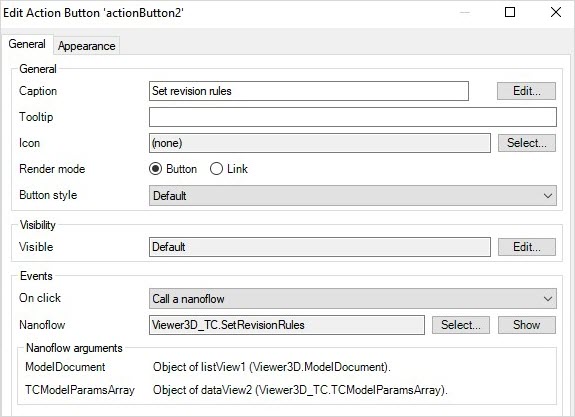 Edit Action Button 'actionButton2'
General Appearance
General
Caption Set revision rules Edit...
Tooltip
Icon (none) Select...
Render mode Button Link
Button style Default
Visibility
Visible Default Edit...
Events
On click Call a nanoflow
Nanoflow Viewer3D_TC.SetRevisionRules Select... Show
Nanoflow arguments
ModelDocument Object of listView1 (Viewer3D.ModelDocument).
TCModelParamsArray Object of dataView2 (Viewer3D_TC.TCModelParamsArray).